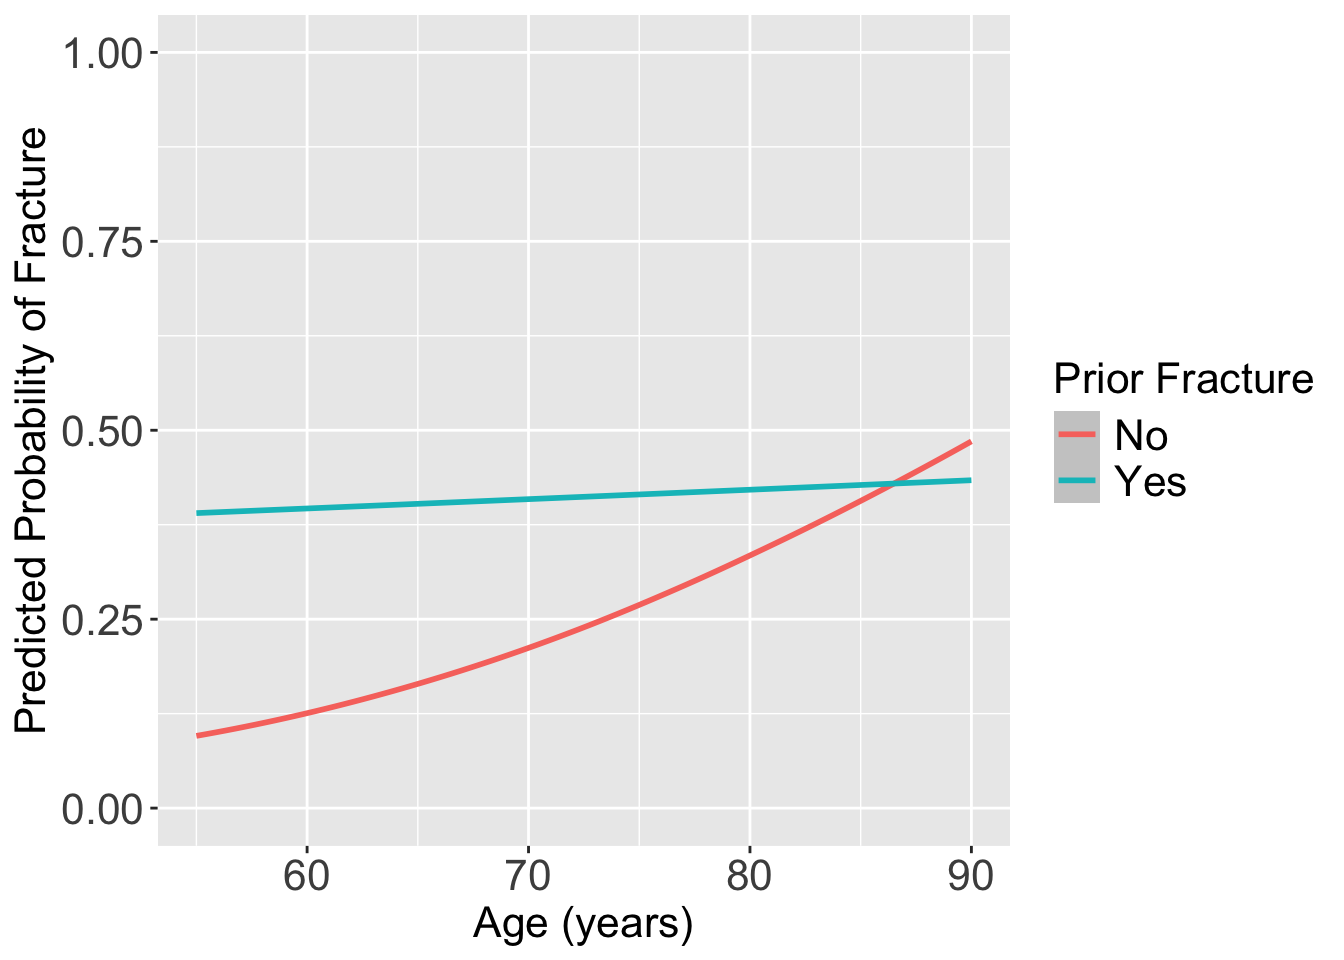 Predicted Probability of Fracture
1.00
0.75
0.50
0.25
0.00
60 70 80 90
Age (years)
Prior Fracture
No
Yes